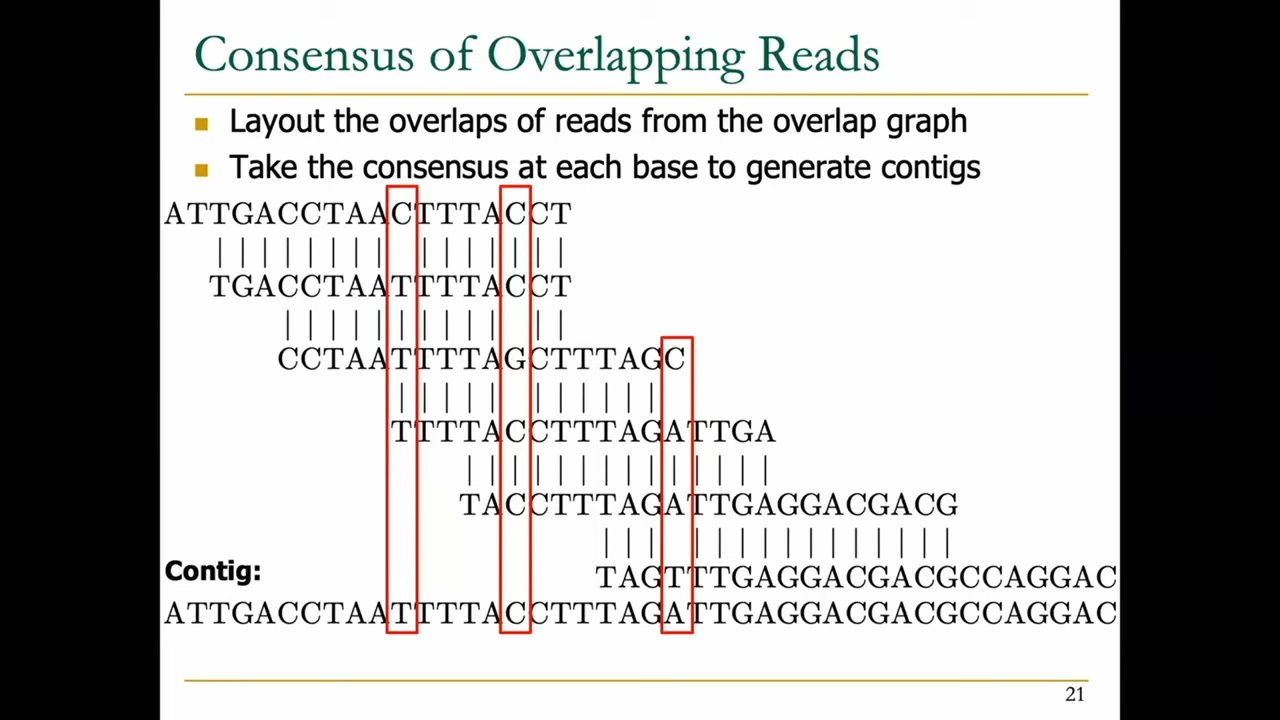 Consensus of Overlapping Reads
Layout the overlaps of reads from the overlap graph
Take the consensus at each base to generate contigs
ATTGACCTAACTTTACCT
TGACCTAATTTTACCT
CCTAATTTTAGCTTTAGC
TTTTACCTTTAGATTGA
TACCTTTAGATTGAGGACGACG
Contig:
TAGTTTGAGGACGACGCCAGGAC
ATTGACCTAATTTTACCTTTAGATTGAGGACGACGCCAGGAC
21